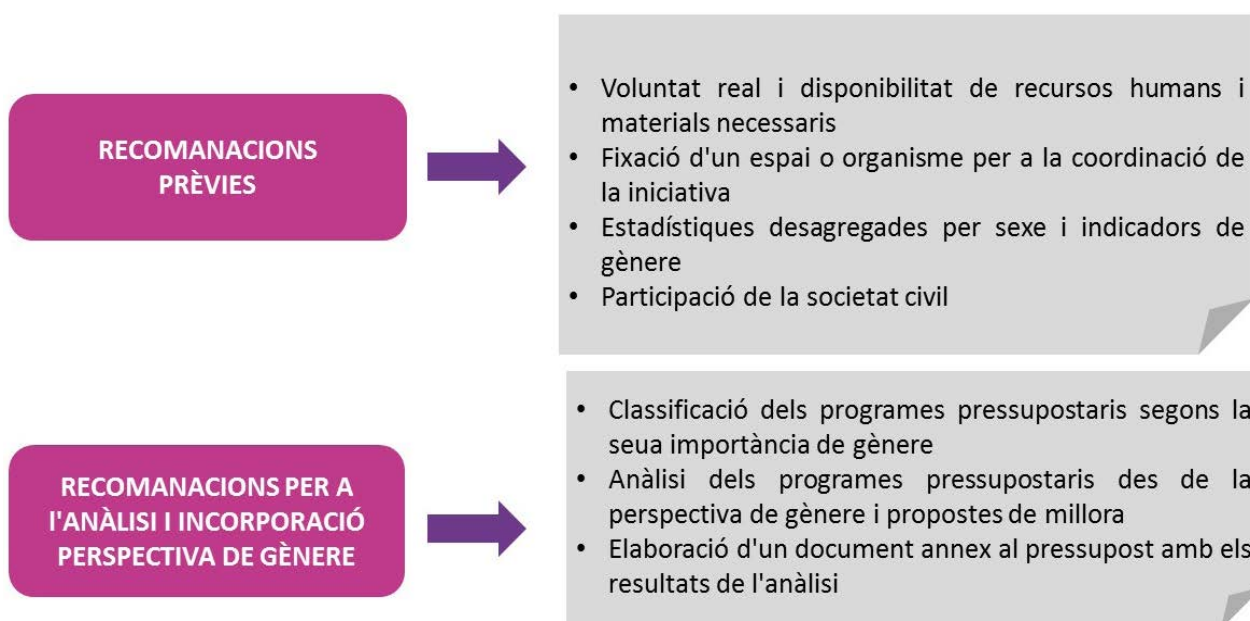 RECOMANACIONS
PRÈVIES
• Voluntat real i disponibilitat de recursos humans i
materials necessaris
• Fixació d'un espai o organisme per a la coordinació de
la iniciativa
• Estadístiques desagregades per sexe i indicadors de
gènere
• Participació de la societat civil
RECOMANACIONS PER A
l'ANÀLISI I INCORPORACIÓ
PERSPECTIVA DE GÈNERE
• Classificació dels programes pressupostaris segons la
seua importància de gènere
• Anàlisi dels programes pressupostaris des de la
perspectiva de gènere i propostes de millora
• Elaboració d'un document annex al pressupost amb els
resultats de l'anàlisi